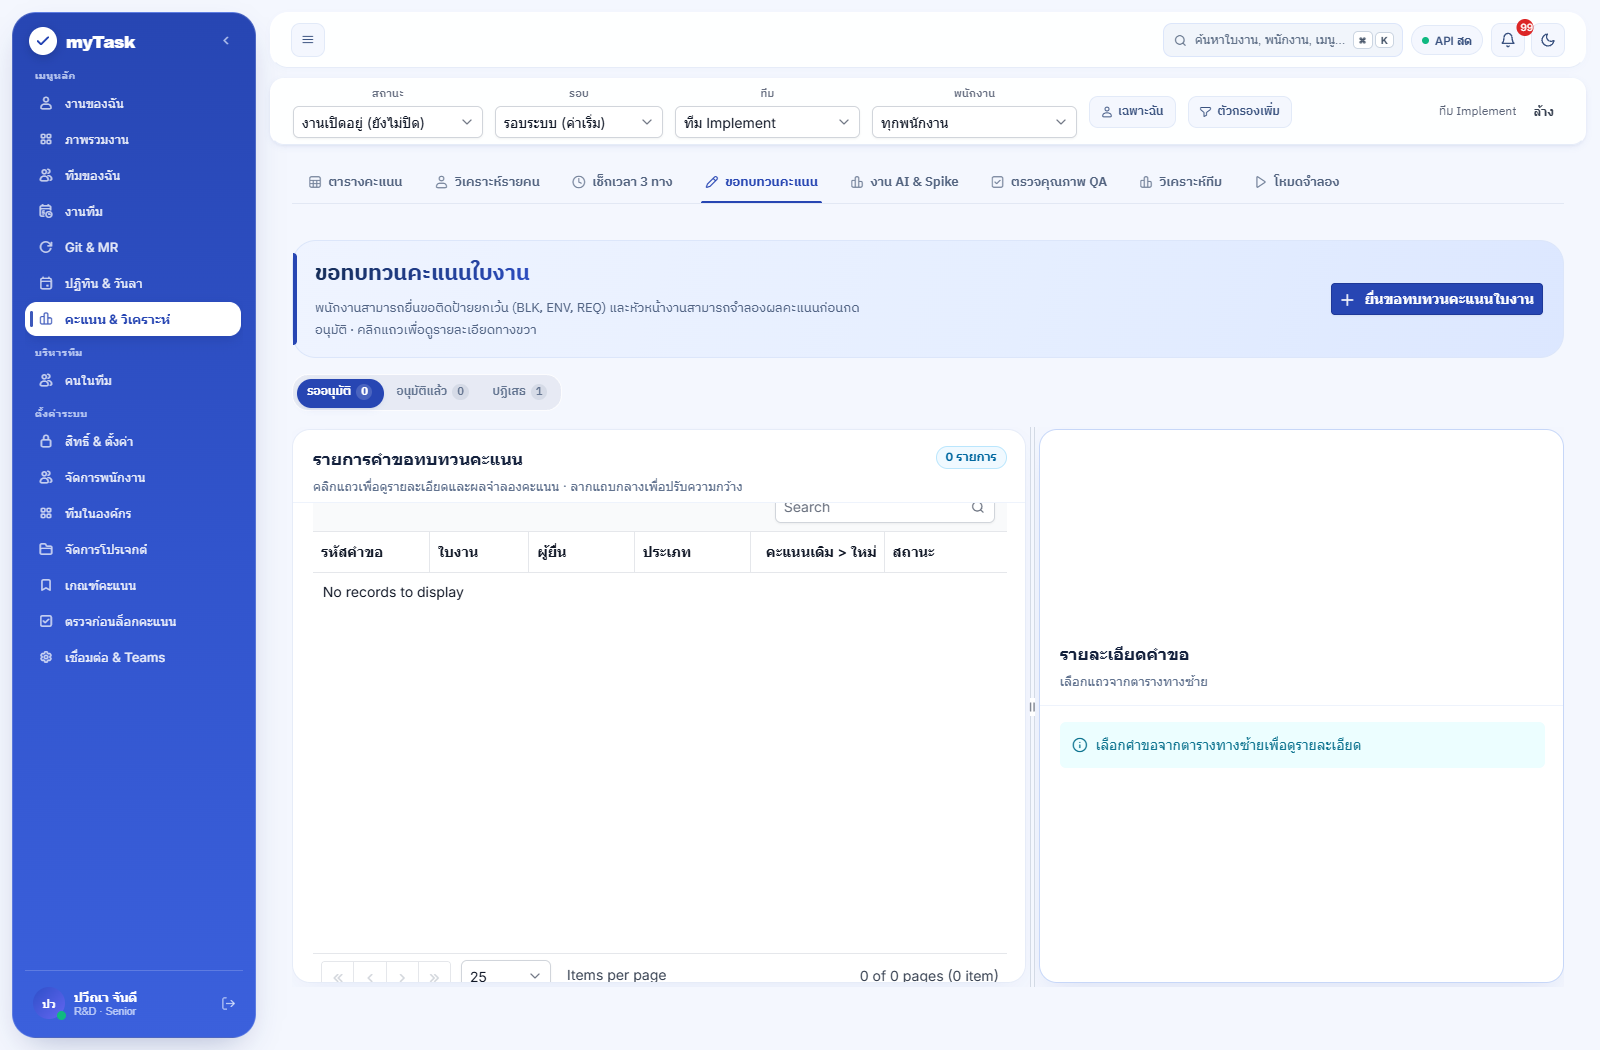 myTask
เมนูหลัก
งานของฉัน
ภาพรวมงาน
ทีมของฉัน
งานทีม
Git & MR
ปฏิทิน & วันลา
คะแนน & วิเคราะห์
บริหารทีม
คนในทีม
ตั้งค่าระบบ
สิทธิ์ & ตั้งค่า
จัดการพนักงาน
ทีมในองค์กร
จัดการโปรเจกต์
เกณฑ์คะแนน
ตรวจก่อนล็อกคะแนน
เชื่อมต่อ & Teams
ปว
ปวีณา จันดี
R&D · Senior
ค้นหาใบงาน, พนักงาน, เมนู... ⌘ K
API สด
99
สถานะ
งานเปิดอยู่ (ยังไม่ปิด)
รอบ
รอบระบบ (ค่าเริ่ม)
ทีม
ทีม Implement
พนักงาน
ทุกพนักงาน
เฉพาะฉัน
ตัวกรองเพิ่ม
ทีม Implement
ล้าง
ตารางคะแนน
วิเคราะห์รายคน
เช็กเวลา 3 ทาง
ขอทบทวนคะแนน
งาน AI & Spike
ตรวจคุณภาพ QA
วิเคราะห์ทีม
โหมดจำลอง
ขอทบทวนคะแนนใบงาน
พนักงานสามารถยื่นขอติดป้ายยกเว้น (BLK, ENV, REQ) และหัวหน้างานสามารถจำลองผลคะแนนก่อนกด
อนุมัติ · คลิกแถวเพื่อดูรายละเอียดทางขวา
ยื่นขอทบทวนคะแนนใบงาน
รออนุมัติ 0
อนุมัติแล้ว 0
ปฏิเสธ 1
รายการคำขอทบทวนคะแนน
0 รายการ
คลิกแถวเพื่อดูรายละเอียดและผลจำลองคะแนน · ลากแถบกลางเพื่อปรับความกว้าง
Search
รหัสคำขอ
ใบงาน
ผู้ยื่น
ประเภท
คะแนนเดิม > ใหม่
สถานะ
No records to display
25
Items per page
0 of 0 pages (0 item)
รายละเอียดคำขอ
เลือกแถวจากตารางทางซ้าย
เลือกคำขอจากตารางทางซ้ายเพื่อดูรายละเอียด